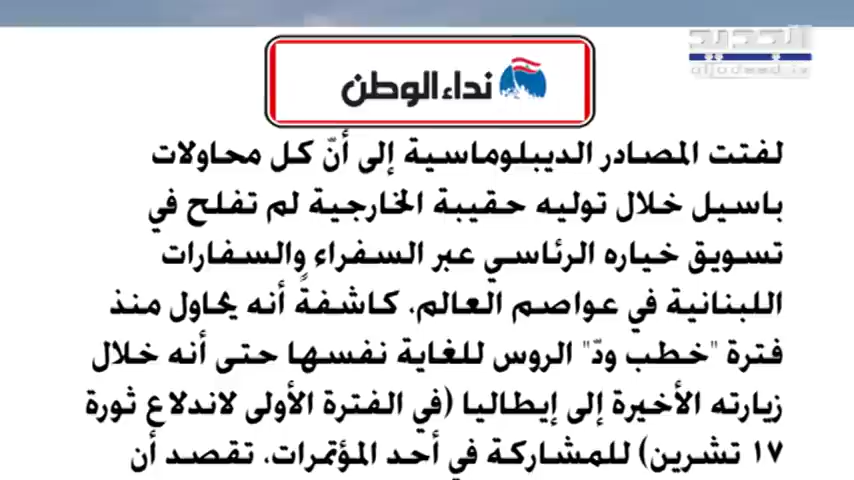 الجديد
aljadeed.tv
نداء الوطن
لفتت المصادر الديبلوماسية إلى أنّ كل محاولات
باسيل خلال توليه حقيبة الخارجية لم تفلح في
تسويق خياره الرئاسي عبر السفراء والسفارات
اللبنانية في عواصم العالم، كاشفةً أنه يحاول منذ
فترة "خطب ودّ" الروس للغاية نفسها حتى أنه خلال
زيارته الأخيرة إلى إيطاليا (في الفترة الأولى لاندلاع ثورة
١٧ تشرين) للمشاركة في أحد المؤتمرات، تقصد أن